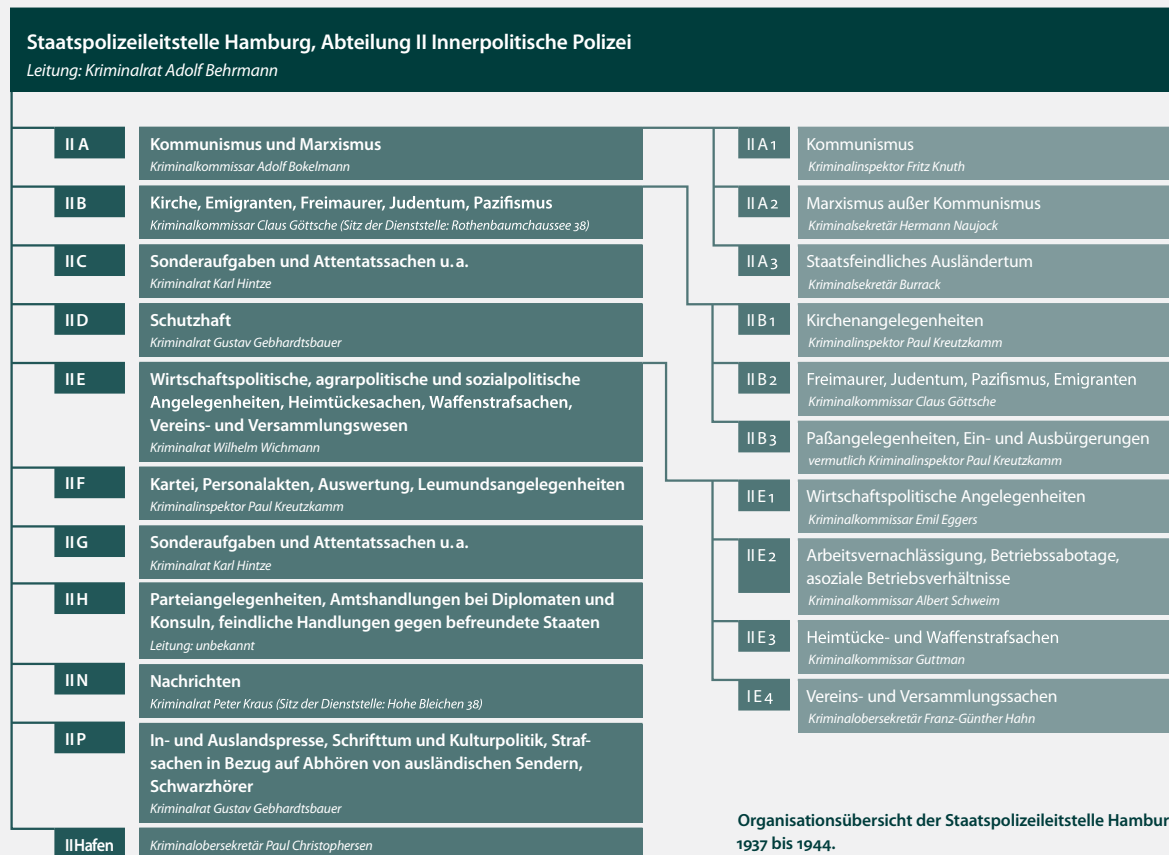 Staatspolizeileitstelle Hamburg, Abteilung II Innerpolitische Polizei
Leitung: Kriminalrat Adolf Behrmann
II A
Kommunismus und Marxismus
Kriminalkommissar Adolf Bokelmann
II B
Kirche, Emigranten, Freimaurer, Judentum, Pazifismus
Kriminalkommissar Claus Göttsche (Sitz der Dienststelle: Rothenbaumchaussee 38)
II C
Sonderaufgaben und Attentatssachen u. a.
Kriminalrat Karl Hintze
II D
Schutzhaft
Kriminalrat Gustav Gebhardtsbauer
II E
Wirtschaftspolitische, agrarpolitische und sozialpolitische
Angelegenheiten, Heimtückesachen, Waffenstrafsachen,
Vereins- und Versammlungswesen
Kriminalrat Wilhelm Wichmann
II F
Kartei, Personalakten, Auswertung, Leumundsangelegenheiten
Kriminalinspektor Paul Kreutzkamm
II G
Sonderaufgaben und Attentatssachen u. a.
Kriminalrat Karl Hintze
II H
Parteiangelegenheiten, Amtshandlungen bei Diplomaten und
Konsuln, feindliche Handlungen gegen befreundete Staaten
Leitung: unbekannt
II N
Nachrichten
Kriminalrat Peter Kraus (Sitz der Dienststelle: Hohe Bleichen 38)
II P
In- und Auslandspresse, Schrifttum und Kulturpolitik, Straf-
sachen in Bezug auf Abhören von ausländischen Sendern,
Schwarzhörer
Kriminalrat Gustav Gebhardtsbauer
II Hafen
Kriminalobersekretär Paul Christophersen
II A 1
Kommunismus
Kriminalinspektor Fritz Knuth
II A 2
Marxismus außer Kommunismus
Kriminalsekretär Hermann Naujock
II A 3
Staatsfeindliches Ausländertum
Kriminalsekretär Burrack
II B 1
Kirchenangelegenheiten
Kriminalinspektor Paul Kreutzkamm
II B 2
Freimaurer, Judentum, Pazifismus, Emigranten
Kriminalkommissar Claus Göttsche
II B 3
Paßangelegenheiten, Ein- und Ausbürgerungen
vermutlich Kriminalinspektor Paul Kreutzkamm
II E 1
Wirtschaftspolitische Angelegenheiten
Kriminalkommissar Emil Eggers
II E 2
Arbeitsvernachlässigung, Betriebssabotage,
asoziale Betriebsverhältnisse
Kriminalkommissar Albert Schweim
II E 3
Heimtücke- und Waffenstrafsachen
Kriminalkommissar Guttman
I E 4
Vereins- und Versammlungssachen
Kriminalobersekretär Franz-Günther Hahn
Organisationsübersicht der Staatspolizeileitstelle Hambur
1937 bis 1944.